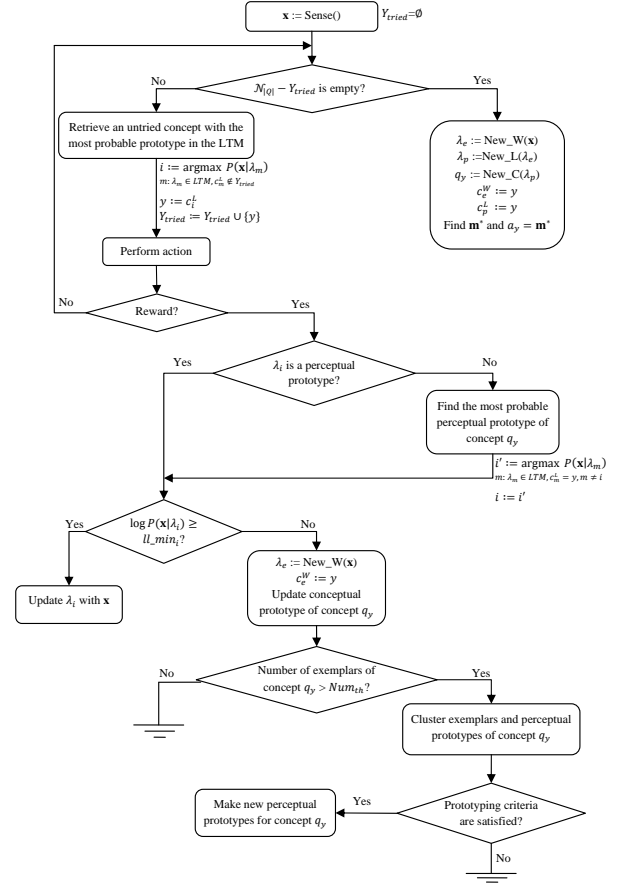 x := Sense()
Y_tried=∅
𝒩_|Q| − Y_tried is empty?
No
Yes
Retrieve an untried concept with the
most probable prototype in the LTM
λ_e := New_W(x)
λ_p :=New_L(λ_e)
q_y := New_C(λ_p)
c_e^W := y
c_p^L := y
Find m* and a_y = m*
i := argmax P(x|λ_m)
m: λ_m ∈ LTM, c_m^L ∉ Y_tried
y := c_i^L
Y_tried := Y_tried ∪ {y}
Perform action
No
Reward?
Yes
Yes
λ_i is a perceptual
prototype?
No
Find the most probable
perceptual prototype of
concept q_y
i′ := argmax P(x|λ_m)
m: λ_m ∈ LTM, c_m^L = y, m ≠ i
i := i′
Yes
log P(x|λ_i) ≥
ll_min_i?
No
Update λ_i with x
λ_e := New_W(x)
c_e^W := y
Update conceptual
prototype of concept q_y
No
Number of exemplars of
concept q_y > Num_th?
Yes
Cluster exemplars and perceptual
prototypes of concept q_y
Make new perceptual
prototypes for concept q_y
Yes
Prototyping criteria
are satisfied?
No